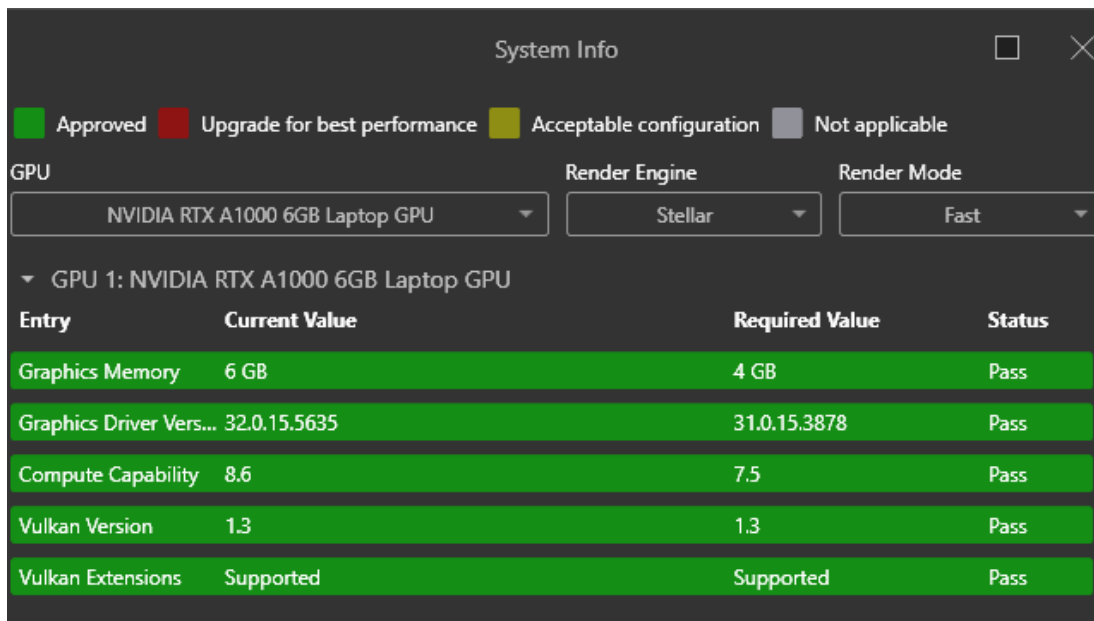 System Info
Approved Upgrade for best performance Acceptable configuration Not applicable
GPU Render Engine Render Mode
NVIDIA RTX A1000 6GB Laptop GPU Stellar Fast
GPU 1: NVIDIA RTX A1000 6GB Laptop GPU
Entry Current Value Required Value Status
Graphics Memory 6 GB 4 GB Pass
Graphics Driver Vers... 32.0.15.5635 31.0.15.3878 Pass
Compute Capability 8.6 7.5 Pass
Vulkan Version 1.3 1.3 Pass
Vulkan Extensions Supported Supported Pass